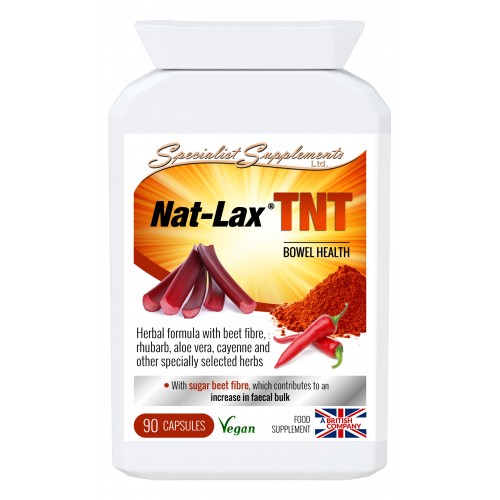 Specialist Supplements
Ltd.
Nat-Lax® TNT
BOWEL HEALTH
Herbal formula with beet fibre,
rhubarb, aloe vera, cayenne and
other specially selected herbs
• With sugar beet fibre, which contributes to an
increase in faecal bulk
90 CAPSULES
Vegan
FOOD
SUPPLEMENT
A BRITISH
COMPANY